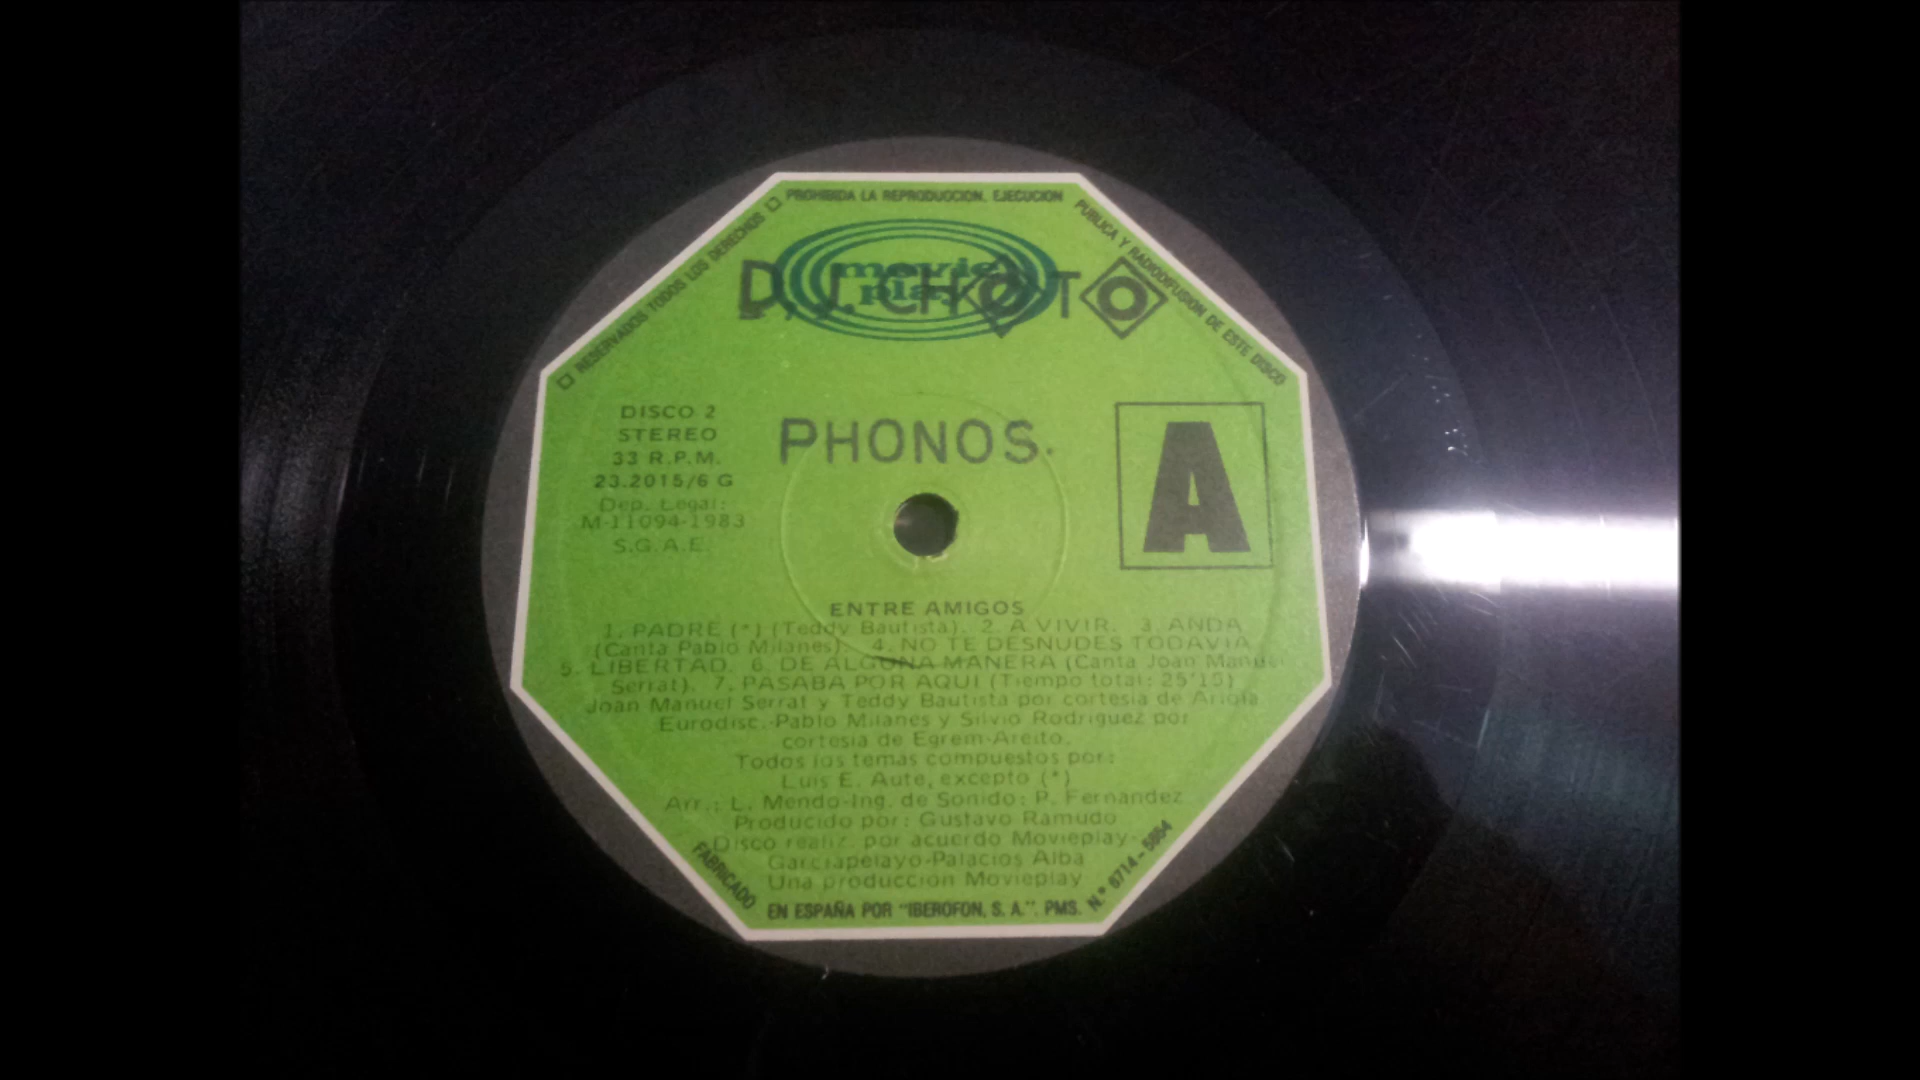 RESERVADOS TODOS LOS DERECHOS
PROHIBIDA LA REPRODUCCION, EJECUCION
PUBLICA Y RADIODIFUSION DE ESTE DISCO
movie
play
D.J. CHOTO
PHONOS.
A
DISCO 2
STEREO
33 R.P.M.
23.2015/6 G
Dep. Legal:
M-11094-1983
S.G.A.E.
ENTRE AMIGOS
1. PADRE (*) (Teddy Bautista). 2. A VIVIR. 3. ANDA
(Canta Pablo Milanes). 4. NO TE DESNUDES TODAVIA
5. LIBERTAD. 6. DE ALGUNA MANERA (Canta Joan Manuel
Serrat). 7. PASABA POR AQUI (Tiempo total: 25'15)
Joan Manuel Serrat y Teddy Bautista por cortesia de Ariola
Eurodisc.-Pablo Milanes y Silvio Rodriguez por
cortesia de Egrem-Areito.
Todos los temas compuestos por:
Luis E. Aute, excepto (*)
Arr.: L. Mendo-Ing. de Sonido: P. Fernandez
Producido por: Gustavo Ramudo
Disco realiz. por acuerdo Movieplay-
Garciapelayo-Palacios Alba
Una produccion Movieplay
FABRICADO
EN ESPAÑA POR "IBEROFON, S. A.". PMS.
N.º 6714-5664